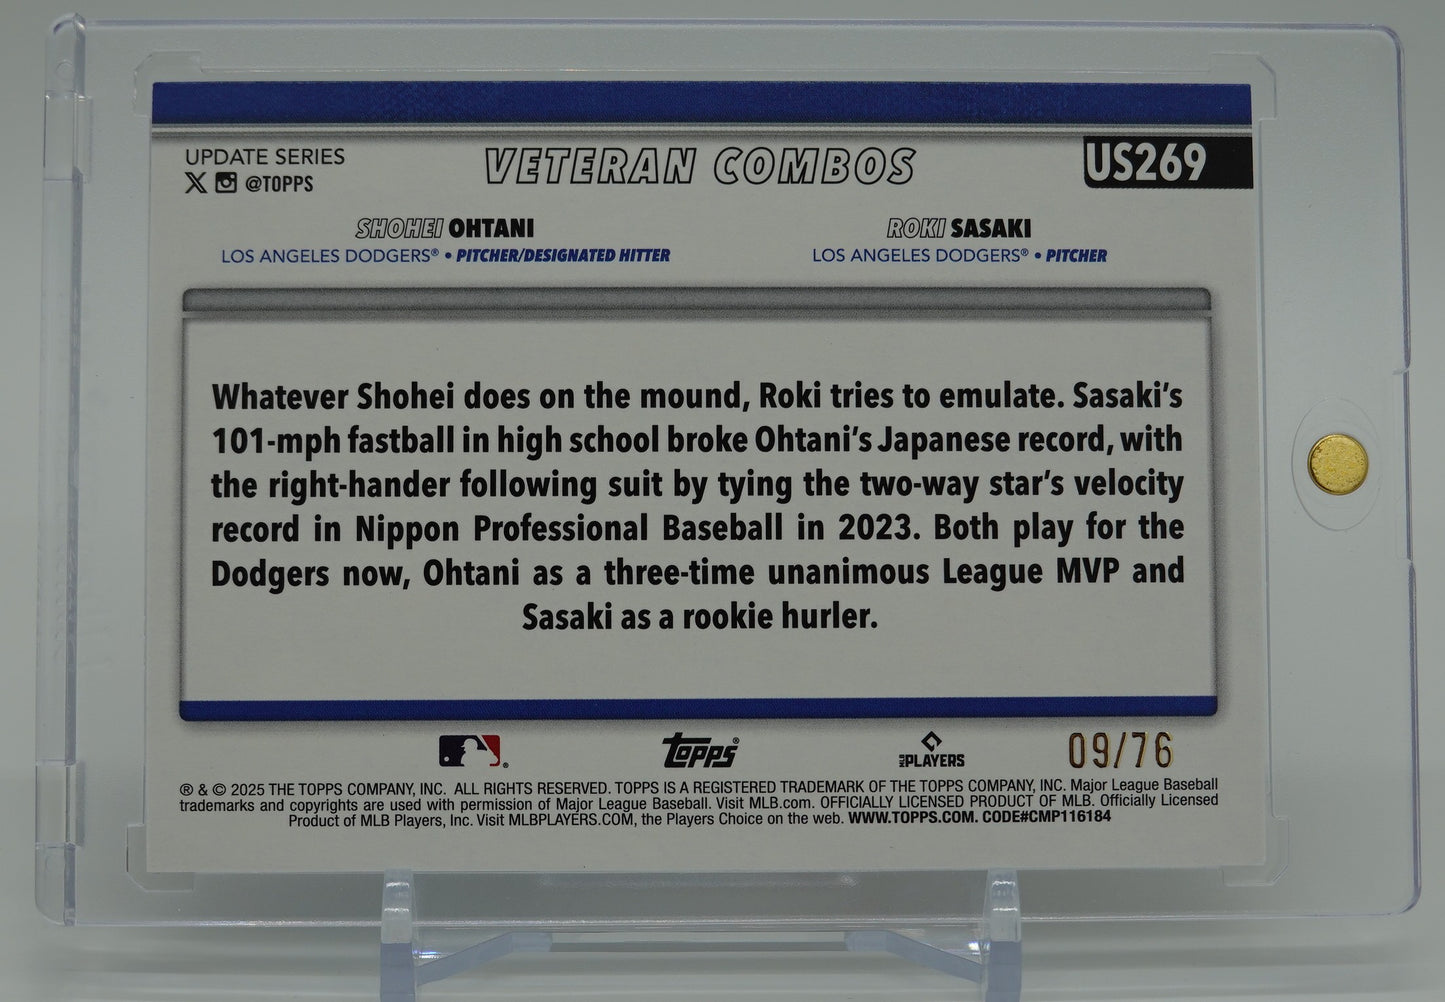 UPDATE SERIES
@TOPPS
VETERAN COMBOS
US269
SHOHEI OHTANI
LOS ANGELES DODGERS® • PITCHER/DESIGNATED HITTER
ROKI SASAKI
LOS ANGELES DODGERS® • PITCHER
Whatever Shohei does on the mound, Roki tries to emulate. Sasaki's
101-mph fastball in high school broke Ohtani's Japanese record, with
the right-hander following suit by tying the two-way star's velocity
record in Nippon Professional Baseball in 2023. Both play for the
Dodgers now, Ohtani as a three-time unanimous League MVP and
Sasaki as a rookie hurler.
Topps®
MLB PLAYERS
09/76
® & © 2025 THE TOPPS COMPANY, INC. ALL RIGHTS RESERVED. TOPPS IS A REGISTERED TRADEMARK OF THE TOPPS COMPANY, INC. Major League Baseball
trademarks and copyrights are used with permission of Major League Baseball. Visit MLB.com. OFFICIALLY LICENSED PRODUCT OF MLB. Officially Licensed
Product of MLB Players, Inc. Visit MLBPLAYERS.COM, the Players Choice on the web. WWW.TOPPS.COM. CODE#CMP116184